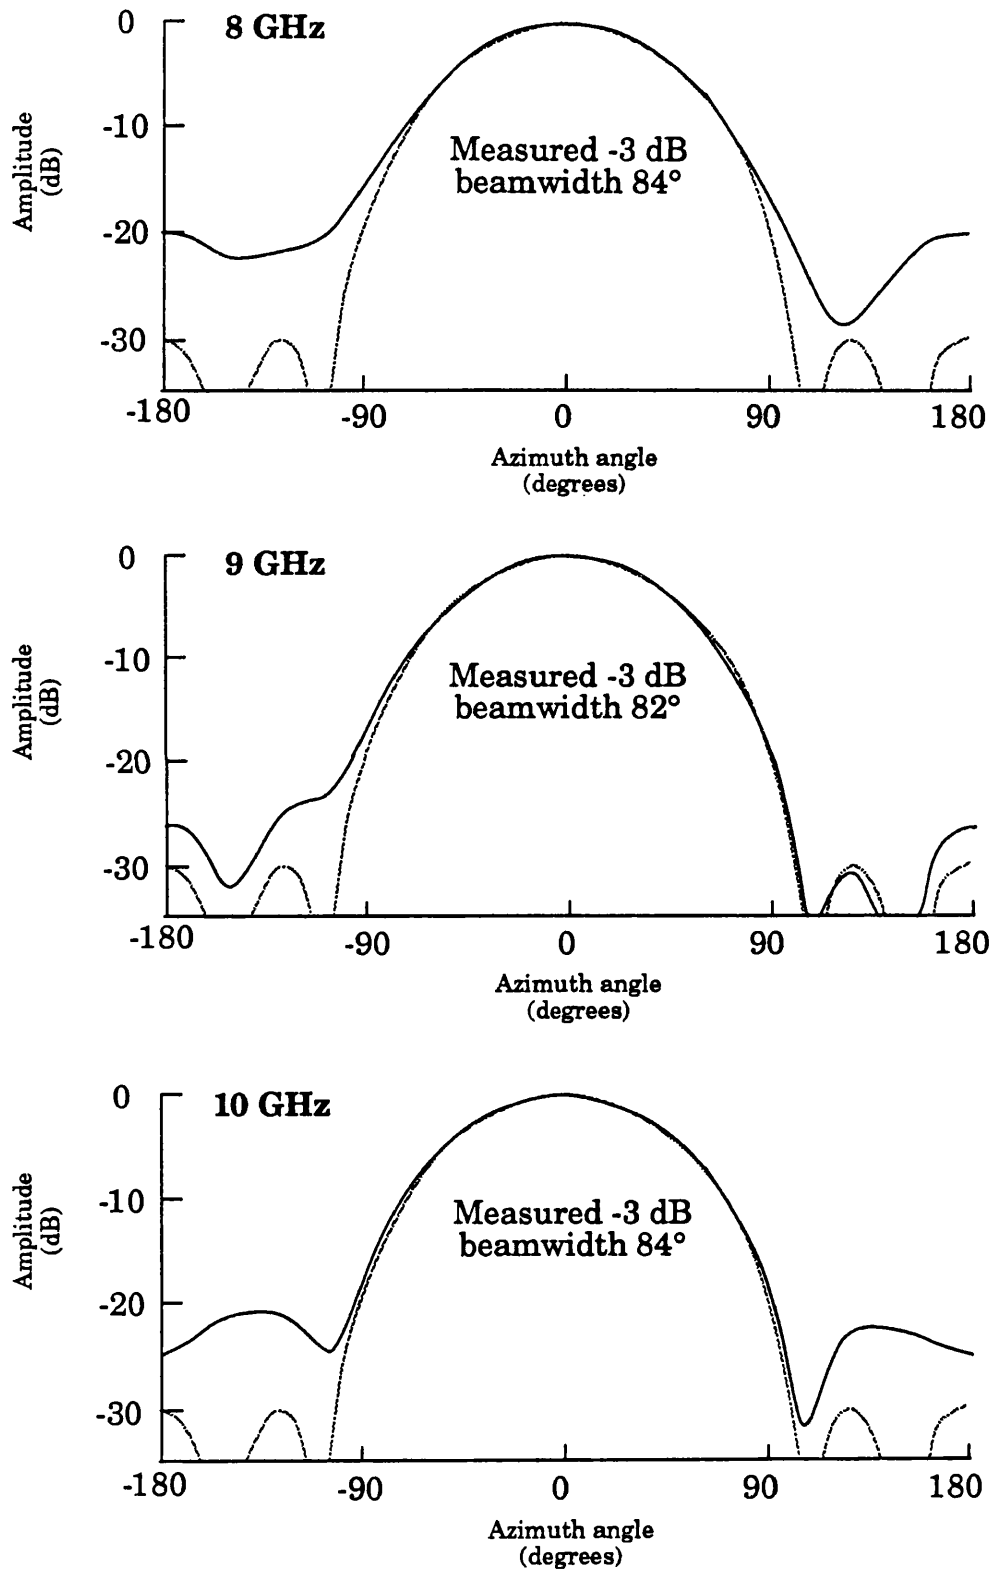 8 GHz
0
-10
-20
-30
Amplitude
(dB)
Measured -3 dB
beamwidth 84°
-180
-90
0
90
180
Azimuth angle
(degrees)
9 GHz
0
-10
-20
-30
Amplitude
(dB)
Measured -3 dB
beamwidth 82°
-180
-90
0
90
180
Azimuth angle
(degrees)
10 GHz
0
-10
-20
-30
Amplitude
(dB)
Measured -3 dB
beamwidth 84°
-180
-90
0
90
180
Azimuth angle
(degrees)